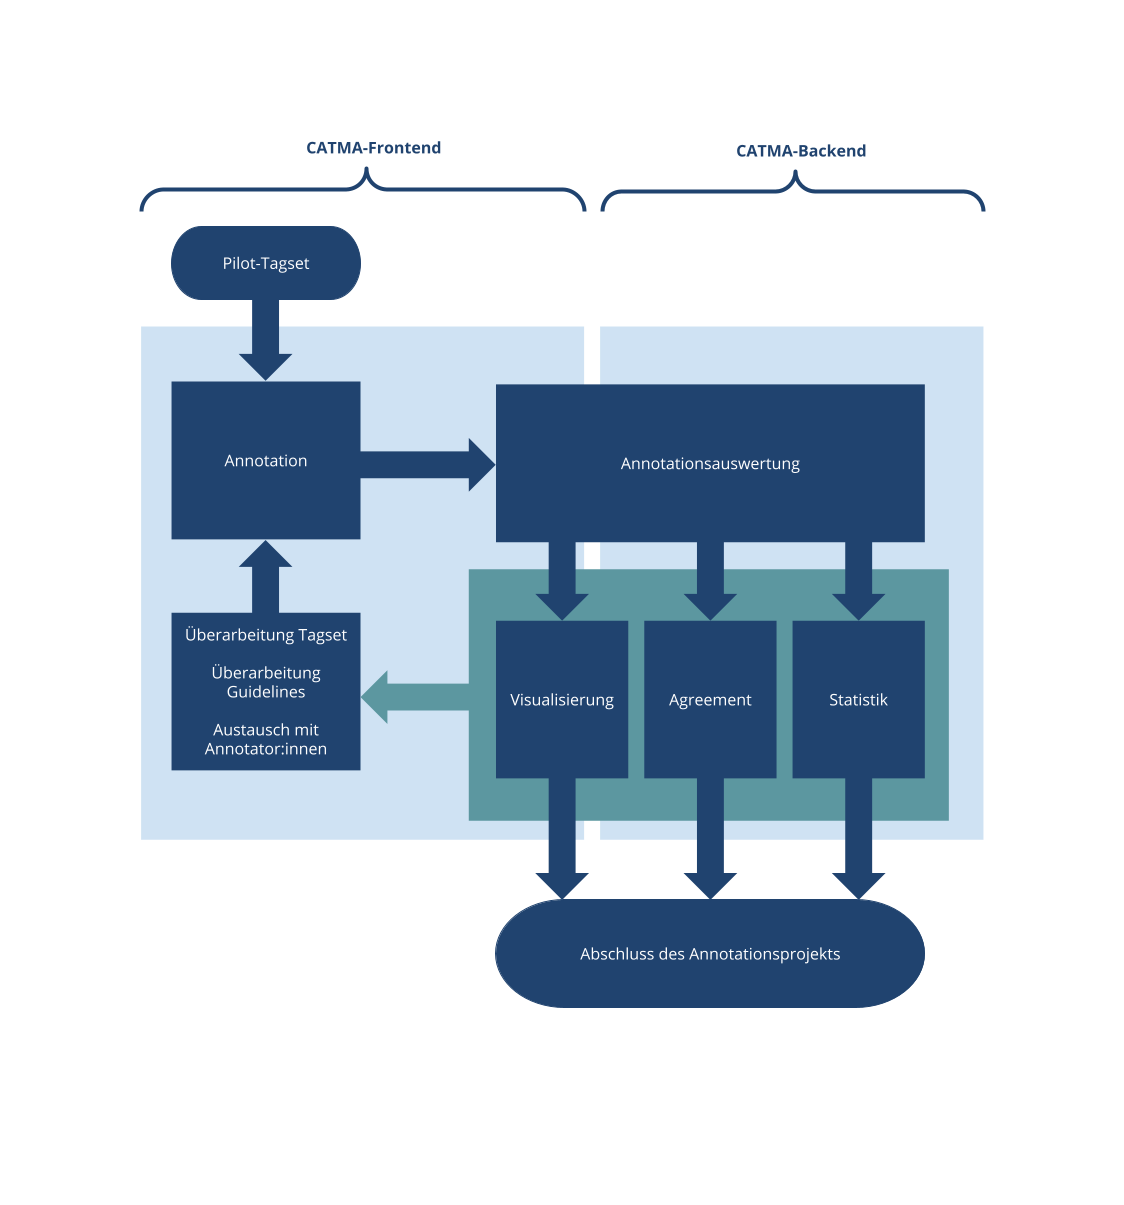 CATMA-Frontend
CATMA-Backend
Pilot-Tagset
Annotation
Annotationsauswertung
Überarbeitung Tagset
Überarbeitung
Guidelines
Austausch mit
Annotator:innen
Visualisierung
Agreement
Statistik
Abschluss des Annotationsprojekts